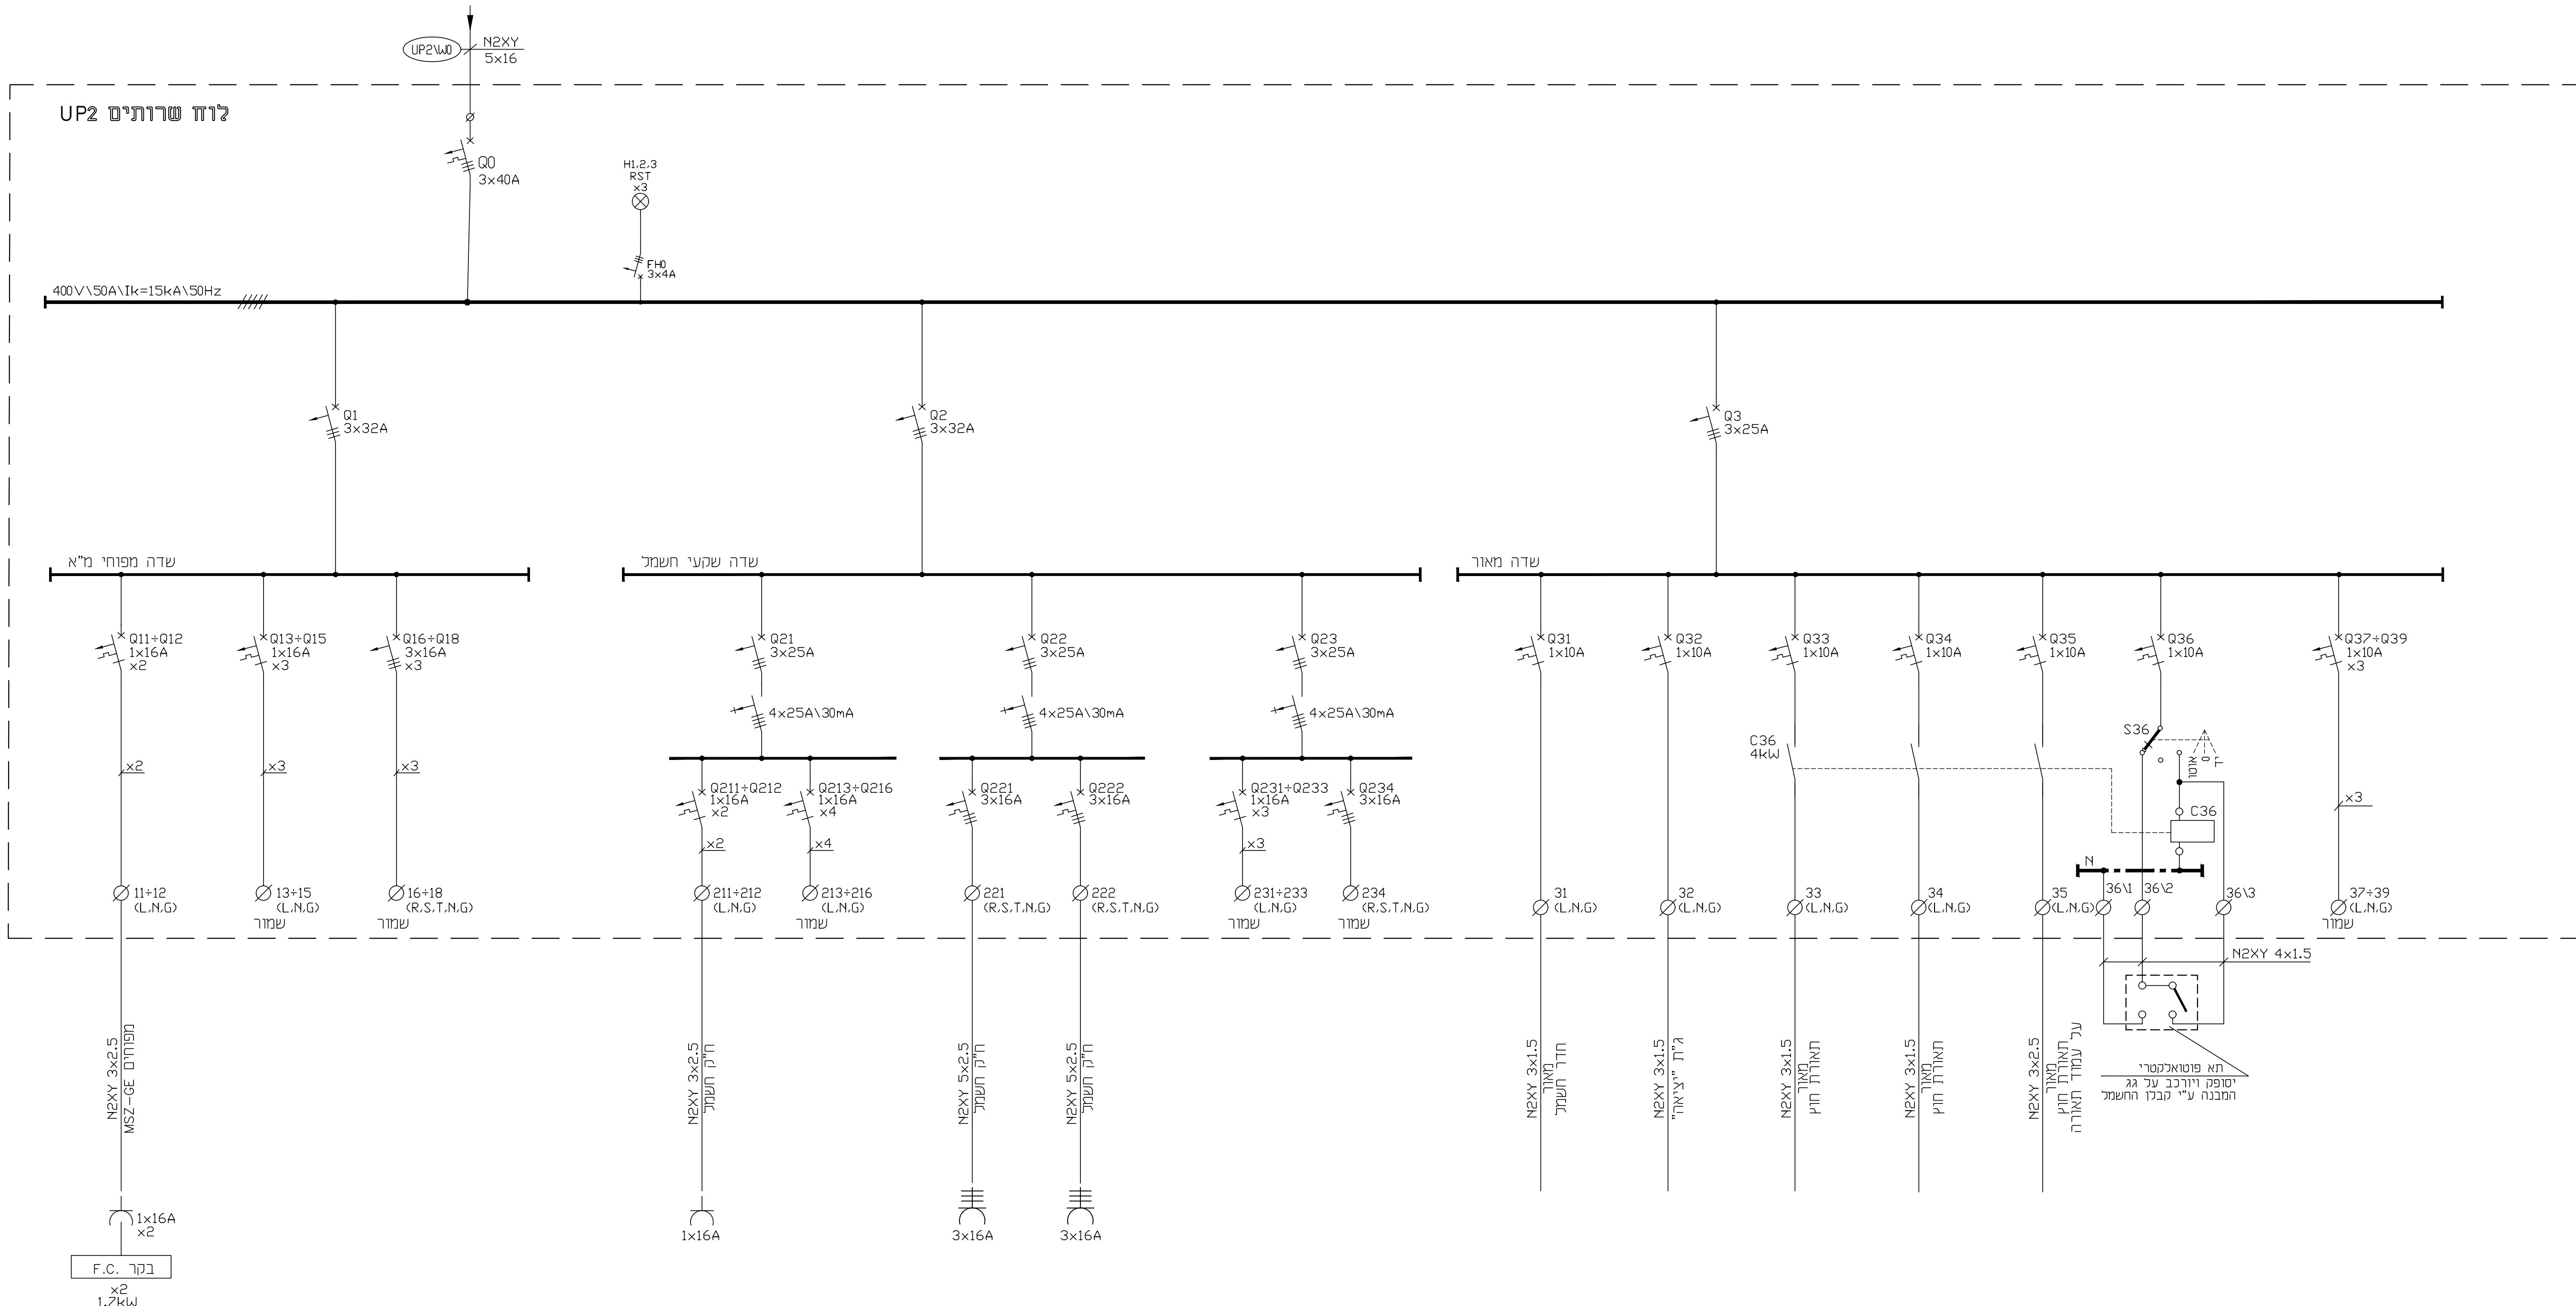 UP2\W0
N2XY
5x16
לוח שרותים UP2
Q0
3x40A
H1,2,3
RST
x3
FH0
3x4A
400V\50A\Ik=15kA\50Hz
Q1
3x32A
Q2
3x32A
Q3
3x25A
שדה מפוחי מ"א
שדה שקעי חשמל
שדה מאור
Q11÷Q12
1x16A
x2
Q13÷Q15
1x16A
x3
Q16÷Q18
3x16A
x3
Q21
3x25A
Q22
3x25A
Q23
3x25A
Q31
1x10A
Q32
1x10A
Q33
1x10A
Q34
1x10A
Q35
1x10A
Q36
1x10A
Q37÷Q39
1x10A
x3
4x25A\30mA
4x25A\30mA
4x25A\30mA
x2
x3
x3
C36
4kW
S36
אוטו
0
יד
x3
C36
Q211÷Q212
1x16A
x2
Q213÷Q216
1x16A
x4
Q221
3x16A
Q222
3x16A
Q231÷Q233
1x16A
x3
Q234
3x16A
x2
x4
x3
N
11÷12
(L,N,G)
13÷15
(L,N,G)
שמור
16÷18
(R,S,T,N,G)
שמור
211÷212
(L,N,G)
213÷216
(L,N,G)
שמור
221
(R,S,T,N,G)
222
(R,S,T,N,G)
231÷233
(L,N,G)
שמור
234
(R,S,T,N,G)
שמור
31
(L,N,G)
32
(L,N,G)
33
(L,N,G)
34
(L,N,G)
35
(L,N,G)
36\1
36\2
36\3
37÷39
(L,N,G)
שמור
N2XY 4x1.5
N2XY 3x2.5
מפוחים MSZ-GE
N2XY 3x2.5
ח"ק חשמל
N2XY 5x2.5
ח"ק חשמל
N2XY 5x2.5
ח"ק חשמל
N2XY 3x1.5
מאור
חדר חשמל
N2XY 3x1.5
ג"ת "יציאה"
N2XY 3x1.5
מאור
תאורת חוץ
N2XY 3x1.5
מאור
תאורת חוץ
N2XY 3x2.5
מאור
תאורת חוץ
על עמוד תאורה
תא פוטואלקטרי
יסופק ויורכב על גג
המבנה ע"י קבלן החשמל
1x16A
x2
1x16A
3x16A
3x16A
בקר F.C.
x2
1.7kW